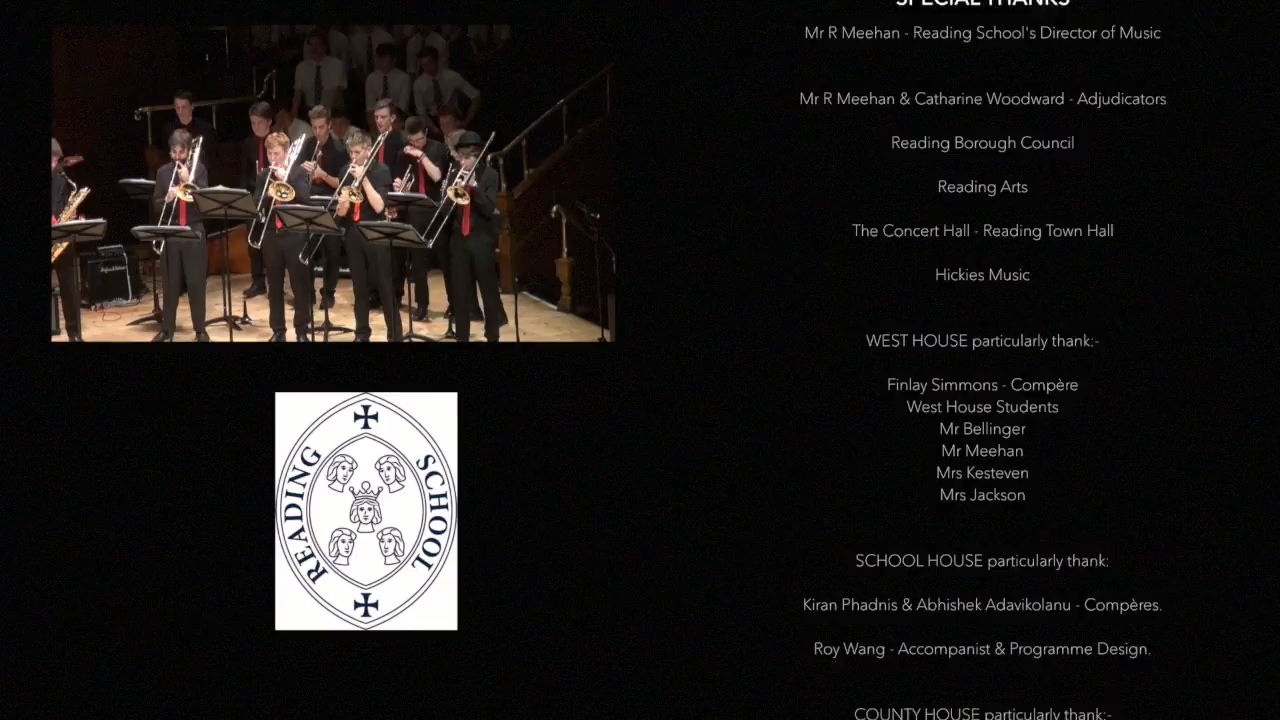 SPECIAL THANKS
Mr R Meehan - Reading School's Director of Music
Mr R Meehan & Catharine Woodward - Adjudicators
Reading Borough Council
Reading Arts
The Concert Hall - Reading Town Hall
Hickies Music
WEST HOUSE particularly thank:-
Finlay Simmons - Compère
West House Students
Mr Bellinger
Mr Meehan
Mrs Kesteven
Mrs Jackson
SCHOOL HOUSE particularly thank:
Kiran Phadnis & Abhishek Adavikolanu - Compères.
Roy Wang - Accompanist & Programme Design.
COUNTY HOUSE particularly thank:-
READING SCHOOL